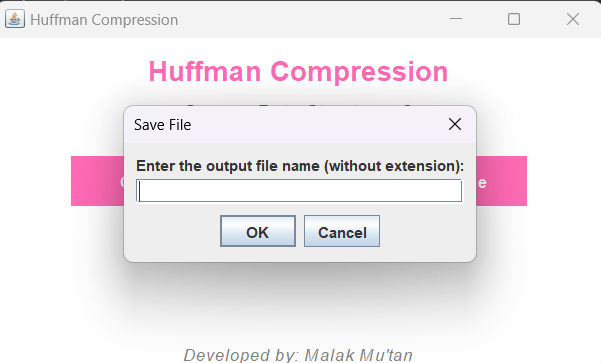 Huffman Compression
Huffman Compression
Save File
Enter the output file name (without extension):
OK
Cancel
Developed by: Malak Mu'tan